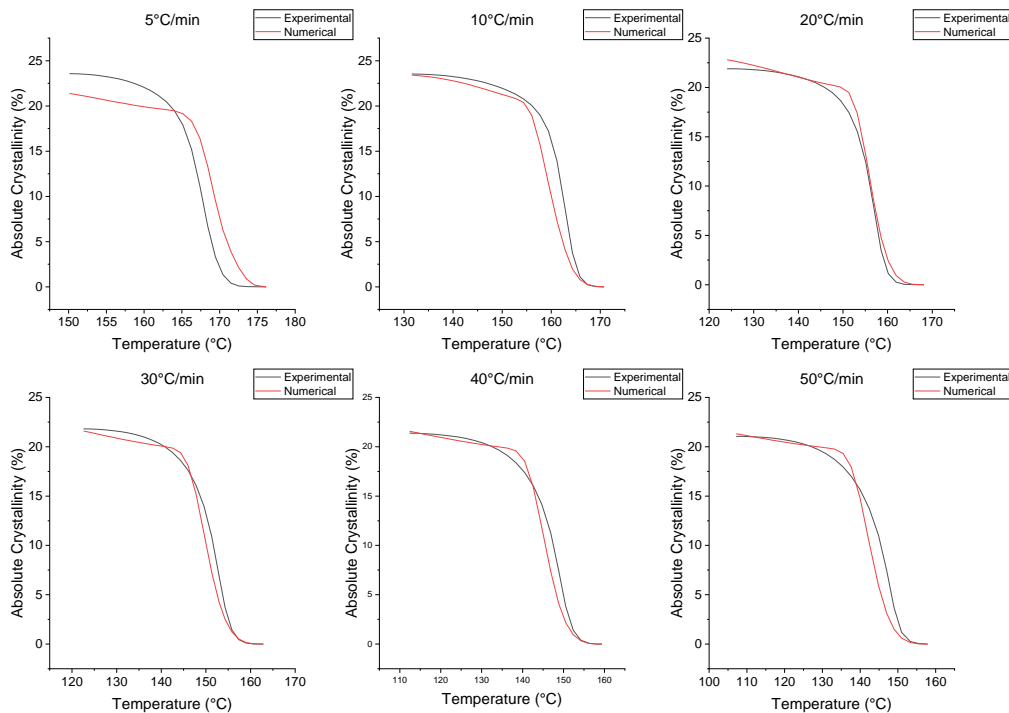 5°C/min
Experimental
Numerical
Absolute Crystallinity (%)
25
20
15
10
5
0
150 155 160 165 170 175 180
Temperature (°C)
10°C/min
Experimental
Numerical
Absolute Crystallinity (%)
25
20
15
10
5
0
130 140 150 160 170
Temperature (°C)
20°C/min
Experimental
Numerical
Absolute Crystallinity (%)
25
20
15
10
5
0
120 130 140 150 160 170
Temperature (°C)
30°C/min
Experimental
Numerical
Absolute Crystallinity (%)
25
20
15
10
5
0
120 130 140 150 160 170
Temperature (°C)
40°C/min
Experimental
Numerical
Absolute Crystallinity (%)
25
20
15
10
5
0
110 120 130 140 150 160
Temperature (°C)
50°C/min
Experimental
Numerical
Absolute Crystallinity (%)
25
20
15
10
5
0
100 110 120 130 140 150 160
Temperature (°C)